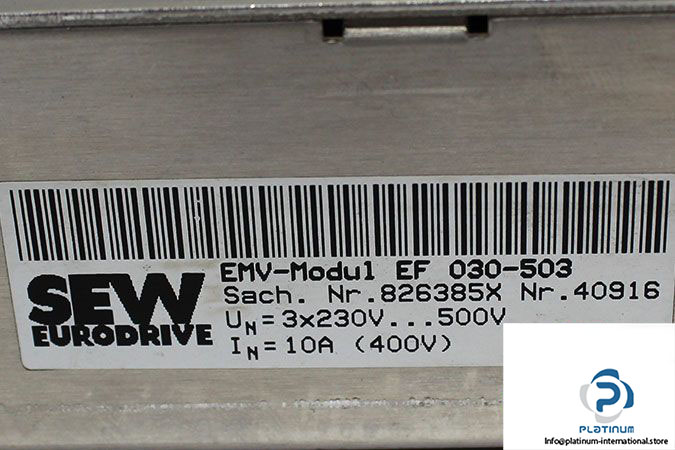 SEW
EURODRIVE
EMV-Modul EF 030-503
Sach. Nr.826385X Nr.40916
UN=3x230V...500V
IN=10A (400V)
PLATINUM
Info@platinum-international.store